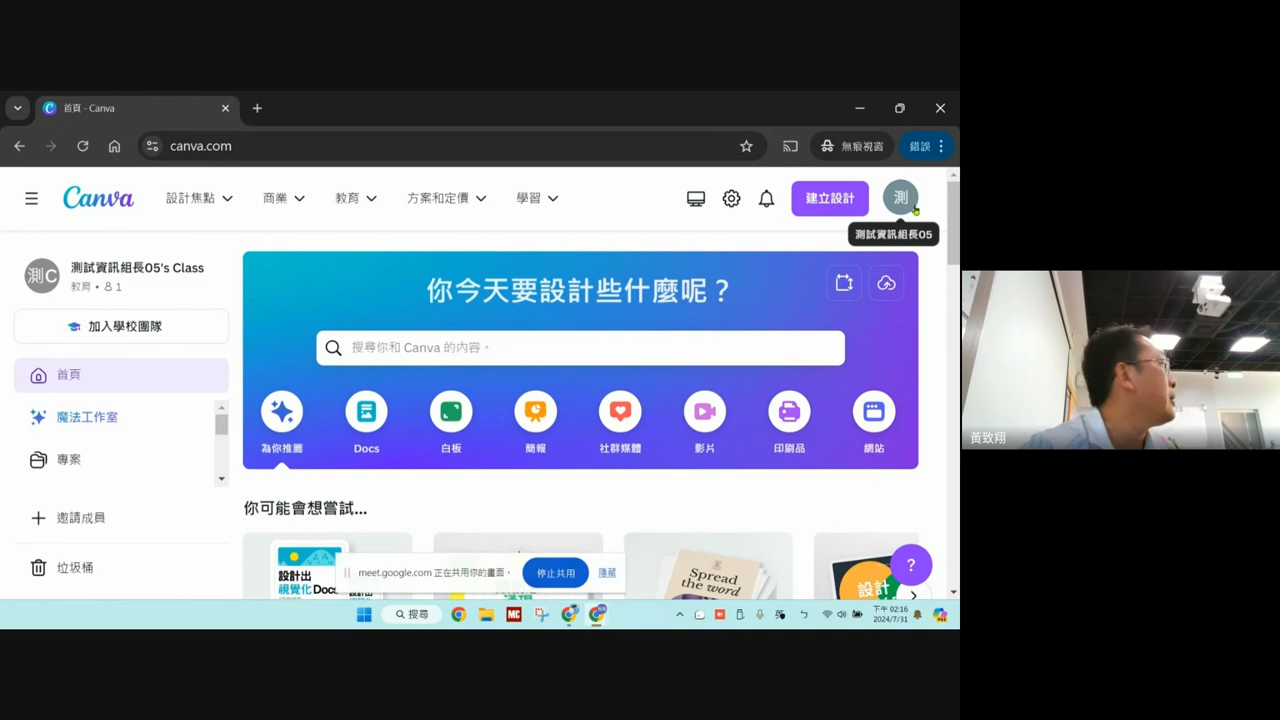 首頁 - Canva
canva.com
無痕視窗
錯誤
Canva
設計焦點
商業
教育
方案和定價
學習
建立設計
測
測試資訊組長05
測C
測試資訊組長05's Class
教育 • 1
加入學校團隊
首頁
魔法工作室
專案
邀請成員
垃圾桶
你今天要設計些什麼呢？
搜尋你和 Canva 的內容。
為你推薦
Docs
白板
簡報
社群媒體
影片
印刷品
網站
你可能會想嘗試...
設計出
視覺化Doc
Spread
the word
設計
?
meet.google.com 正在共用你的畫面。
停止共用
隱藏
搜尋
MC
英
下午 02:16
2024/7/31
黃致翔